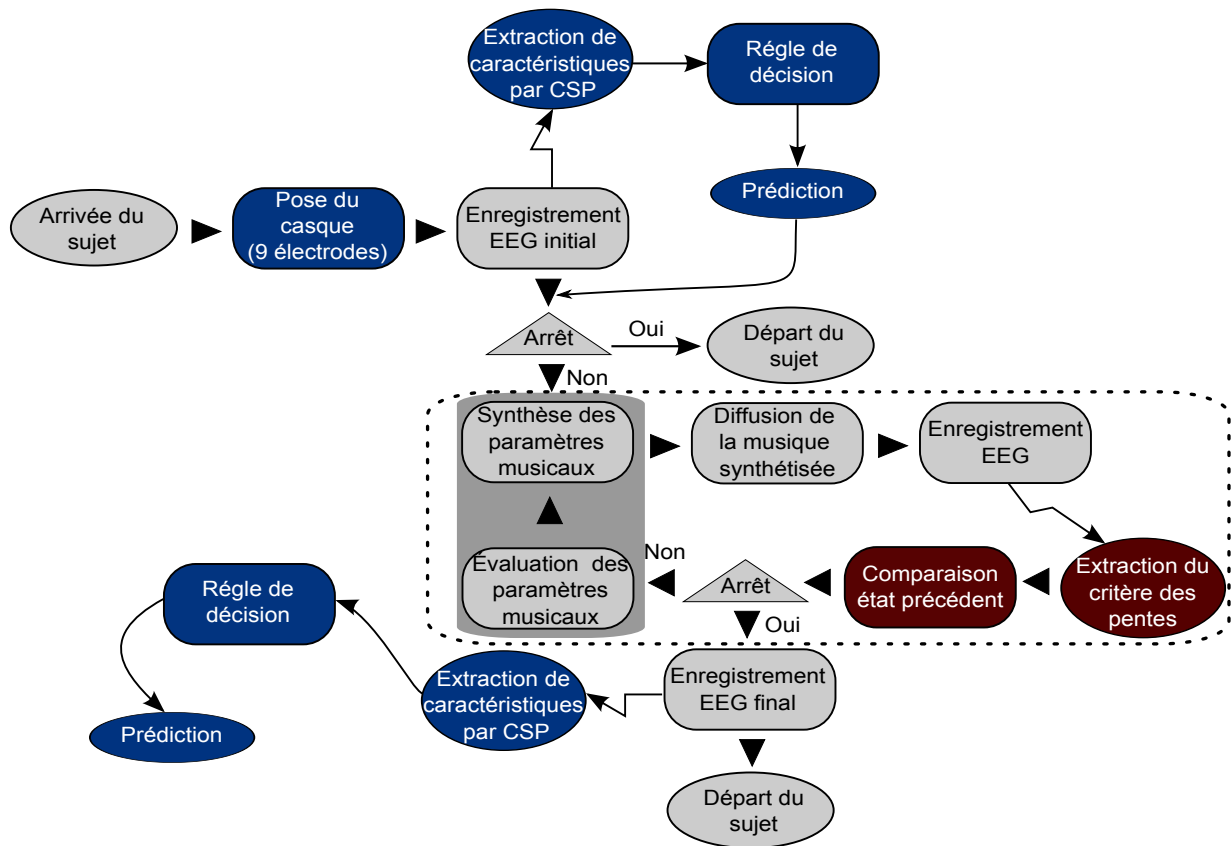 Extraction de
caractéristiques
par CSP
Régle de
décision
Prédiction
Arrivée du
sujet
Pose du
casque
(9 électrodes)
Enregistrement
EEG initial
Arrêt
Oui
Départ du
sujet
Non
Synthèse des
paramètres
musicaux
Diffusion de
la musique
synthétisée
Enregistrement
EEG
Extraction du
critère des
pentes
Comparaison
état précédent
Arrêt
Non
Évaluation des
paramètres
musicaux
Oui
Enregistrement
EEG final
Extraction de
caractéristiques
par CSP
Régle de
décision
Prédiction
Départ du
sujet